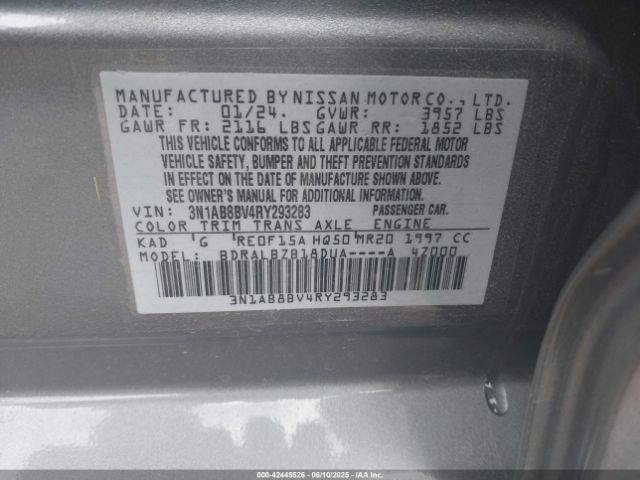 MANUFACTURED BY NISSAN MOTOR CO., LTD.
DATE: 01/24. GVWR: 3957 LBS
GAWR FR: 2116 LBS GAWR RR: 1852 LBS
THIS VEHICLE CONFORMS TO ALL APPLICABLE FEDERAL MOTOR
VEHICLE SAFETY, BUMPER AND THEFT PREVENTION STANDARDS
IN EFFECT ON THE DATE OF MANUFACTURE SHOWN ABOVE.
SEE OWNER'S MANUAL FOR ADDITIONAL INFORMATION.
VIN: 3N1AB8BV4RY293283 PASSENGER CAR.
COLOR TRIM TRANS AXLE ENGINE
KAD G RE0F15A HQ50 MR20 1997 CC
MODEL: BDRALBZB18DUA----A 47000
3N1AB8BV4RY293283
000-42445526 - 06/10/2025 - IAAI.COM